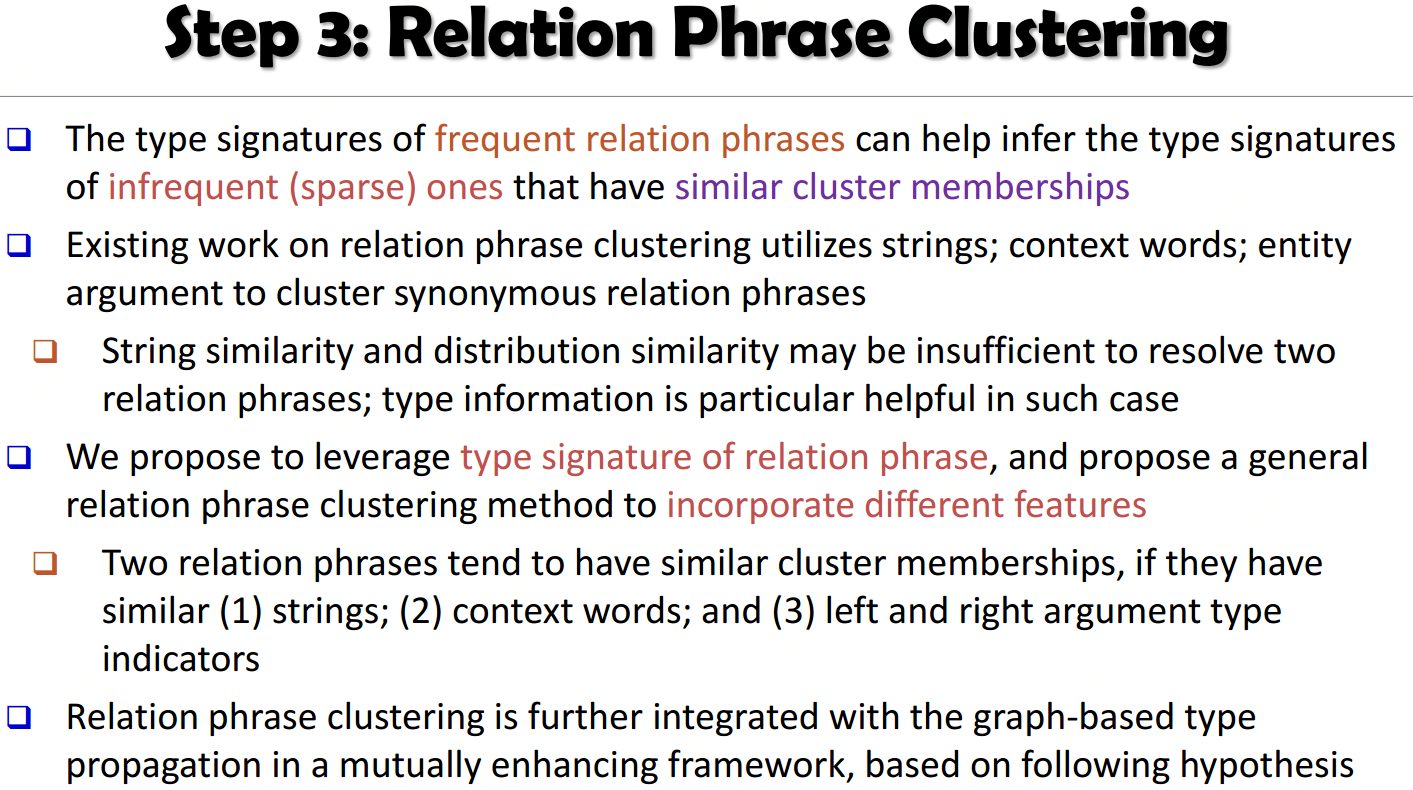 Step 3: Relation Phrase Clustering
The type signatures of frequent relation phrases can help infer the type signatures
of infrequent (sparse) ones that have similar cluster memberships
Existing work on relation phrase clustering utilizes strings; context words; entity
argument to cluster synonymous relation phrases
String similarity and distribution similarity may be insufficient to resolve two
relation phrases; type information is particular helpful in such case
We propose to leverage type signature of relation phrase, and propose a general
relation phrase clustering method to incorporate different features
Two relation phrases tend to have similar cluster memberships, if they have
similar (1) strings; (2) context words; and (3) left and right argument type
indicators
Relation phrase clustering is further integrated with the graph-based type
propagation in a mutually enhancing framework, based on following hypothesis